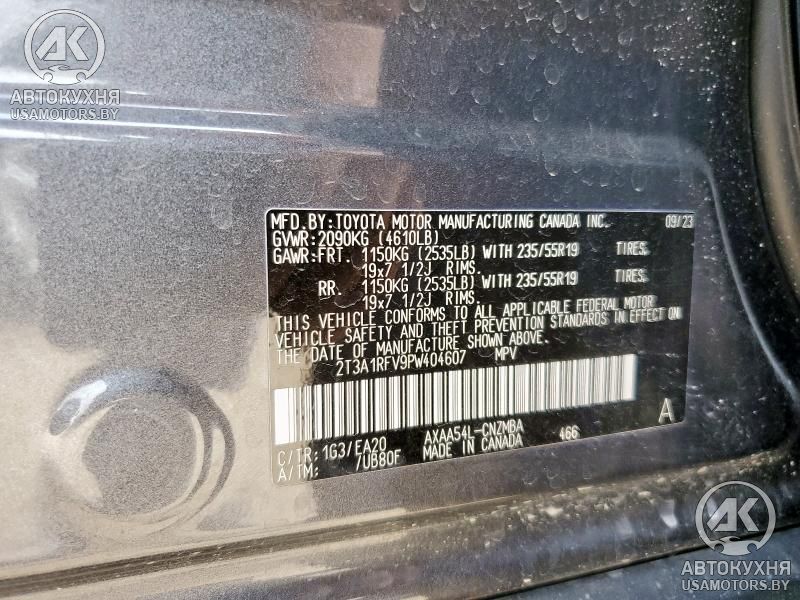 AK
АВТОКУХНЯ
USAMOTORS.BY
MFD.BY:TOYOTA MOTOR MANUFACTURING CANADA INC. 09/23
GVWR:2090KG (4610LB)
GAWR:FRT. 1150KG (2535LB) WITH 235/55R19 TIRES.
19x7 1/2J RIMS.
RR. 1150KG (2535LB) WITH 235/55R19 TIRES.
19x7 1/2J RIMS.
THIS VEHICLE CONFORMS TO ALL APPLICABLE FEDERAL MOTOR
VEHICLE SAFETY AND THEFT PREVENTION STANDARDS IN EFFECT ON
THE DATE OF MANUFACTURE SHOWN ABOVE.
2T3A1RFV9PW404607 MPV
A
C/TR: 1G3/EA20 AXAA54L-CNZMBA 466
A/TM: /UB80F MADE IN CANADA
AK
АВТОКУХНЯ
USAMOTORS.BY